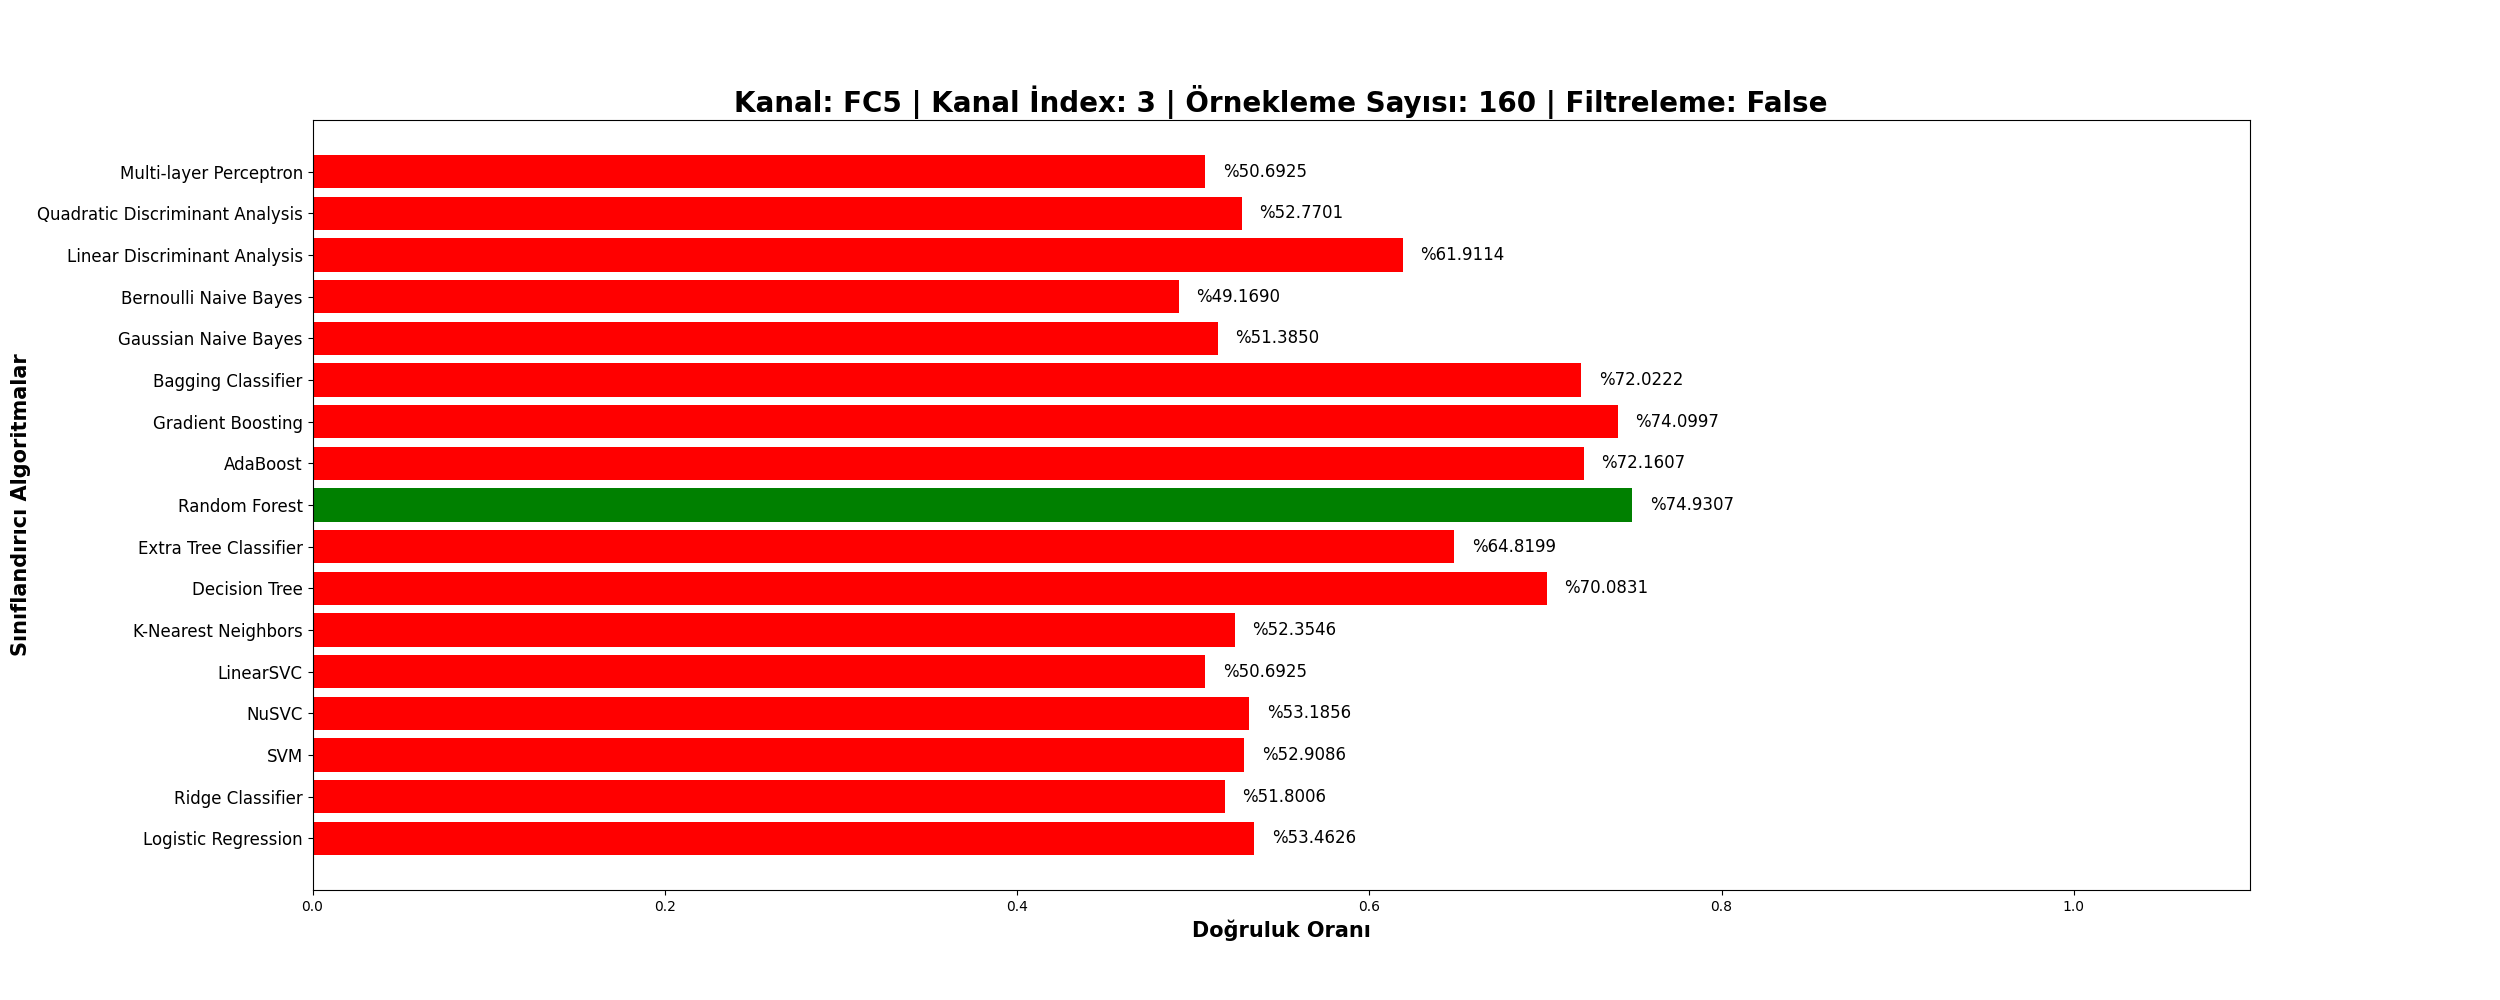 Kanal: FC5 | Kanal İndex: 3 | Örnekleme Sayısı: 160 | Filtreleme: False
Sınıflandırıcı Algoritmalar
Multi-layer Perceptron %50.6925
Quadratic Discriminant Analysis %52.7701
Linear Discriminant Analysis %61.9114
Bernoulli Naive Bayes %49.1690
Gaussian Naive Bayes %51.3850
Bagging Classifier %72.0222
Gradient Boosting %74.0997
AdaBoost %72.1607
Random Forest %74.9307
Extra Tree Classifier %64.8199
Decision Tree %70.0831
K-Nearest Neighbors %52.3546
LinearSVC %50.6925
NuSVC %53.1856
SVM %52.9086
Ridge Classifier %51.8006
Logistic Regression %53.4626
0.0 0.2 0.4 0.6 0.8 1.0
Doğruluk Oranı